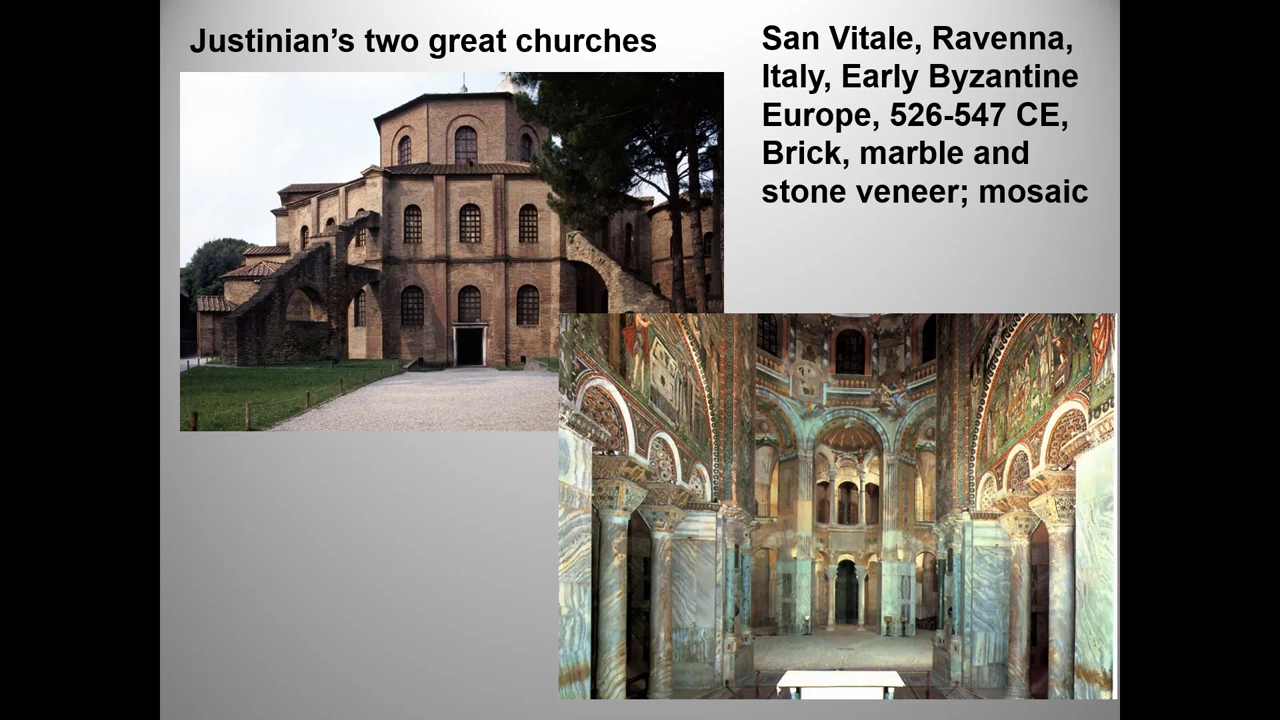 Justinian’s two great churches
San Vitale, Ravenna,
Italy, Early Byzantine
Europe, 526-547 CE,
Brick, marble and
stone veneer; mosaic